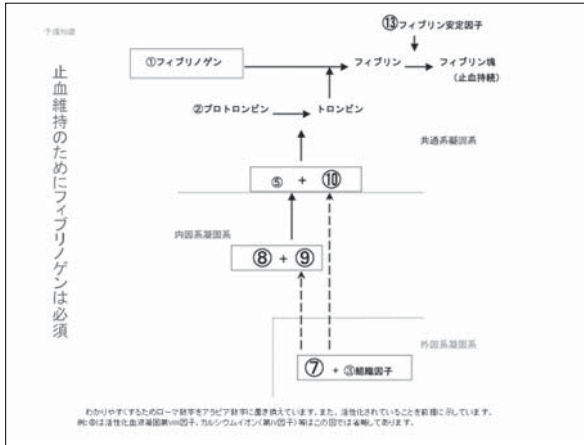 予備知識
止血維持のためにフィブリノゲンは必須
⑬フィブリン安定因子
①フィブリノゲン
フィブリン
フィブリン塊
(止血持続)
②プロトロンビン
トロンビン
共通系凝固系
⑤ + ⑩
内因系凝固系
⑧ + ⑨
外因系凝固系
⑦ + ③組織因子
わかりやすくするためローマ数字をアラビア数字に置き換えています。また、活性化されていることを前提に示しています。
活性化血液凝固第VIII因子、カルシウムイオン(第IV因子)等はこの図では省略してあります。